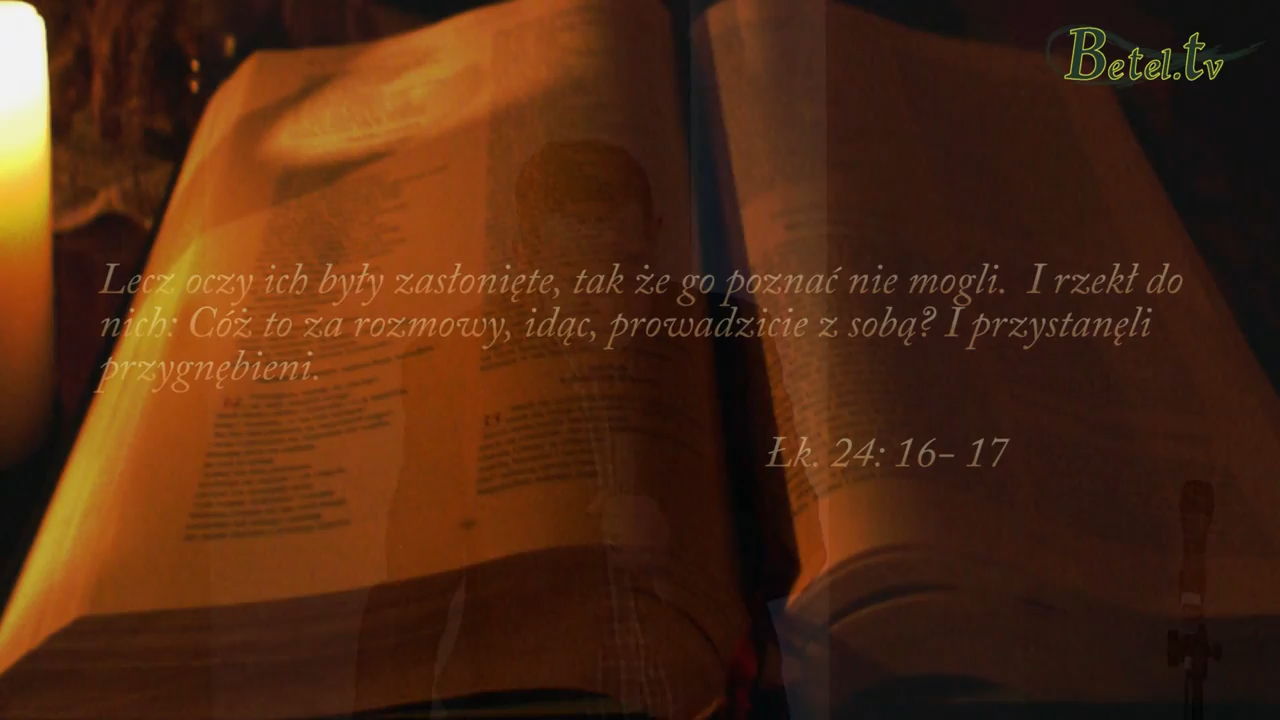 Betel.tv
Lecz oczy ich były zasłonięte, tak że go poznać nie mogli. I rzekł do
nich: Cóż to za rozmowy, idąc, prowadzicie z sobą? I przystanęli
przygnębieni.
Łk. 24: 16– 17